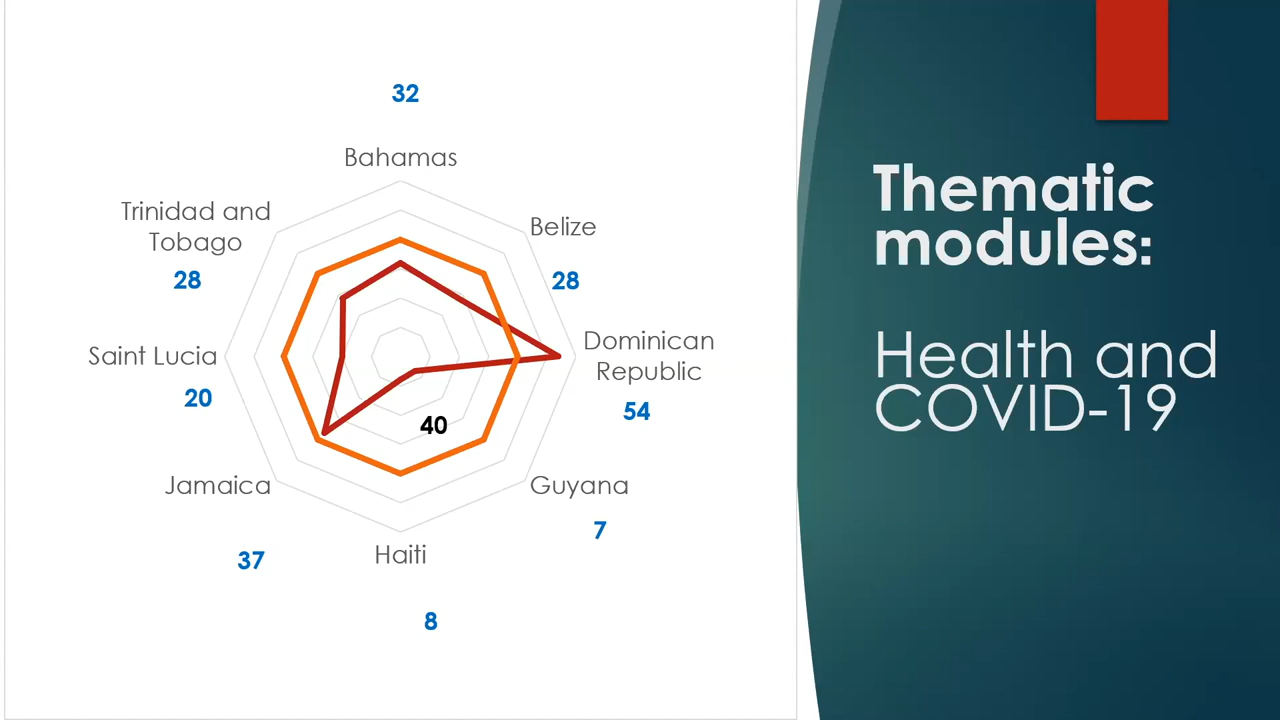 32
Bahamas
Trinidad and
Tobago
28
Belize
28
Saint Lucia
20
Dominican
Republic
54
40
Jamaica
37
Guyana
7
Haiti
8
Thematic
modules:
Health and
COVID-19